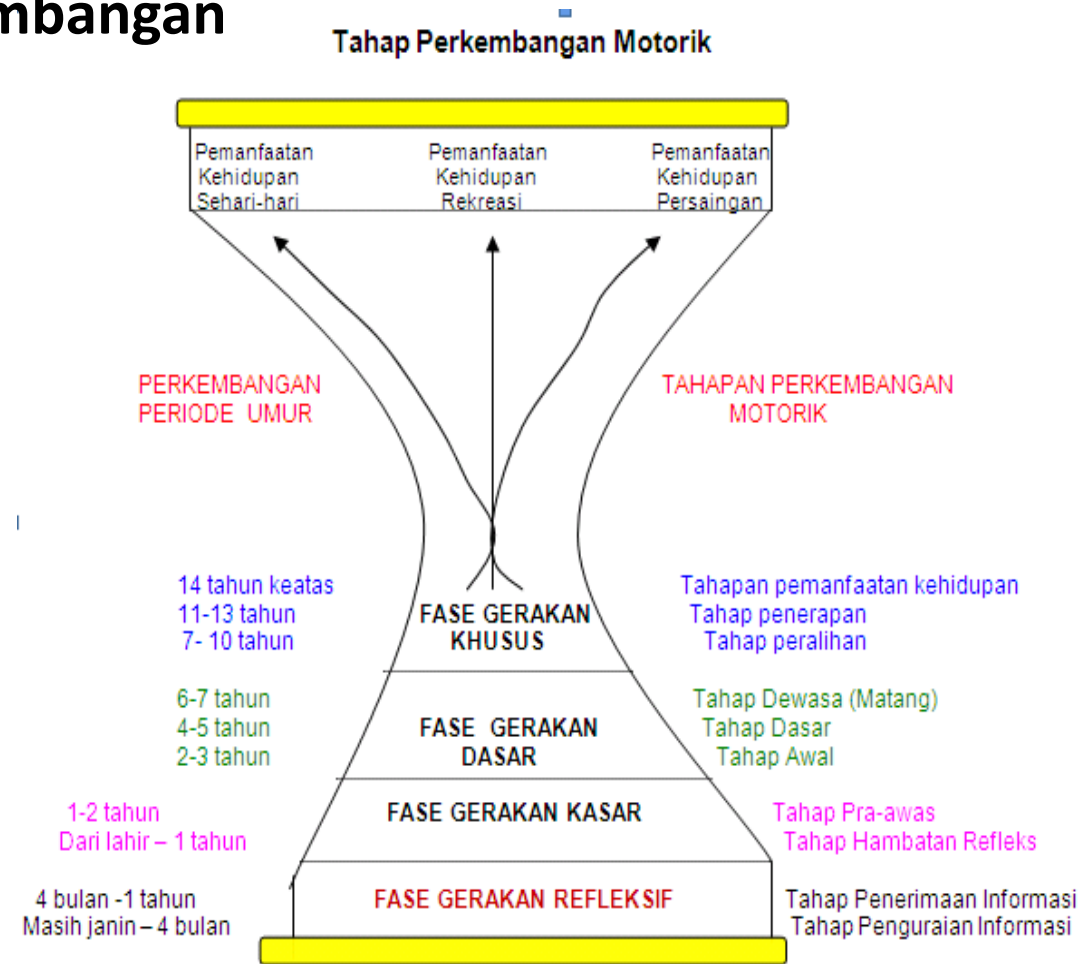 mbangan
Tahap Perkembangan Motorik
Pemanfaatan Kehidupan Sehari-hari
Pemanfaatan Kehidupan Rekreasi
Pemanfaatan Kehidupan Persaingan
PERKEMBANGAN
PERIODE UMUR
TAHAPAN PERKEMBANGAN
MOTORIK
14 tahun keatas
11-13 tahun
7- 10 tahun
FASE GERAKAN
KHUSUS
Tahapan pemanfaatan kehidupan
Tahap penerapan
Tahap peralihan
6-7 tahun
4-5 tahun
2-3 tahun
FASE GERAKAN
DASAR
Tahap Dewasa (Matang)
Tahap Dasar
Tahap Awal
1-2 tahun
Dari lahir – 1 tahun
FASE GERAKAN KASAR
Tahap Pra-awas
Tahap Hambatan Refleks
4 bulan -1 tahun
Masih janin – 4 bulan
FASE GERAKAN REFLEKSIF
Tahap Penerimaan Informasi
Tahap Penguraian Informasi